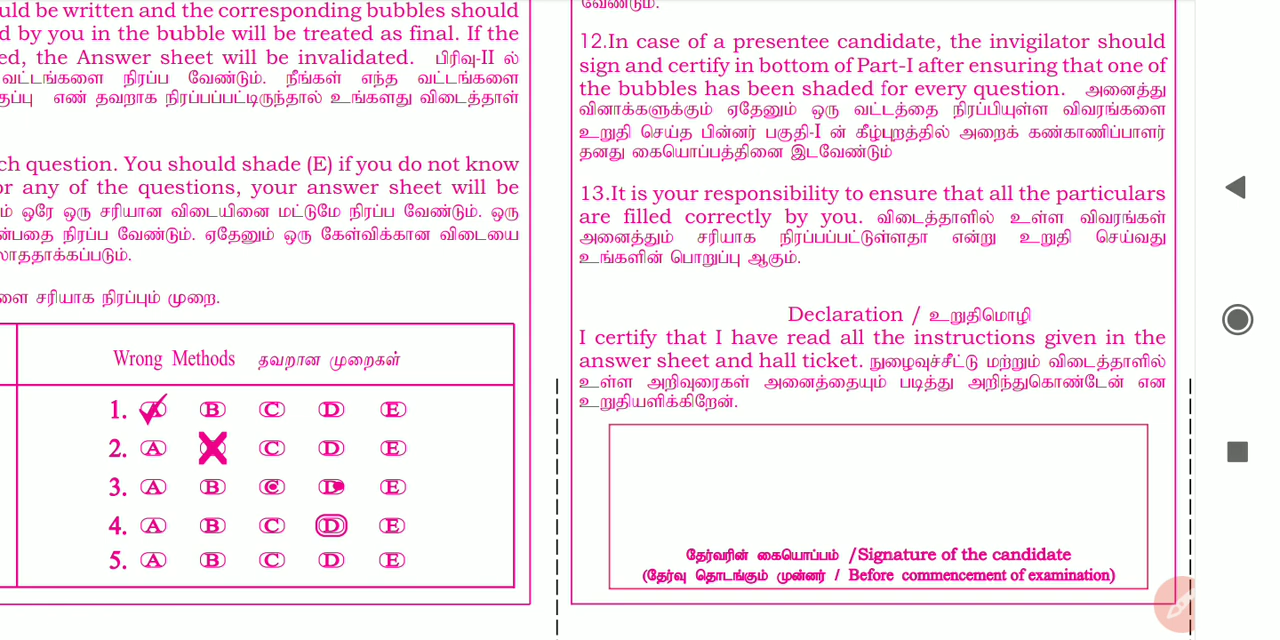 uld be written and the corresponding bubbles should
d by you in the bubble will be treated as final. If the
ed, the Answer sheet will be invalidated. பிரிவு-II ல்
வட்டங்களை நிரப்ப வேண்டும். நீங்கள் எந்த வட்டங்களை
குப்பு எண் தவறாக நிரப்பப்பட்டிருந்தால் உங்களது விடைத்தாள்
ch question. You should shade (E) if you do not know
or any of the questions, your answer sheet will be
ம் ஒரே ஒரு சரியான விடையினை மட்டுமே நிரப்ப வேண்டும். ஒரு
ன்பதை நிரப்ப வேண்டும். ஏதேனும் ஒரு கேள்விக்கான விடையை
லாததாக்கப்படும்.
ளை சரியாக நிரப்பும் முறை.
Wrong Methods தவறான முறைகள்
1. A B C D E
2. A C D E
3. A B C D E
4. A B C D E
5. A B C D E
வேண்டும்.
12.In case of a presentee candidate, the invigilator should
sign and certify in bottom of Part-I after ensuring that one of
the bubbles has been shaded for every question. அனைத்து
வினாக்களுக்கும் ஏதேனும் ஒரு வட்டத்தை நிரப்பியுள்ள விவரங்களை
உறுதி செய்த பின்னர் பகுதி-I ன் கீழ்புறத்தில் அறைக் கண்காணிப்பாளர்
தனது கையொப்பத்தினை இடவேண்டும்
13.It is your responsibility to ensure that all the particulars
are filled correctly by you. விடைத்தாளில் உள்ள விவரங்கள்
அனைத்தும் சரியாக நிரப்பப்பட்டுள்ளதா என்று உறுதி செய்வது
உங்களின் பொறுப்பு ஆகும்.
Declaration / உறுதிமொழி
I certify that I have read all the instructions given in the
answer sheet and hall ticket. நுழைவுச்சீட்டு மற்றும் விடைத்தாளில்
உள்ள அறிவுரைகள் அனைத்தையும் படித்து அறிந்துகொண்டேன் என
உறுதியளிக்கிறேன்.
தேர்வரின் கையொப்பம் /Signature of the candidate
(தேர்வு தொடங்கும் முன்னர் / Before commencement of examination)